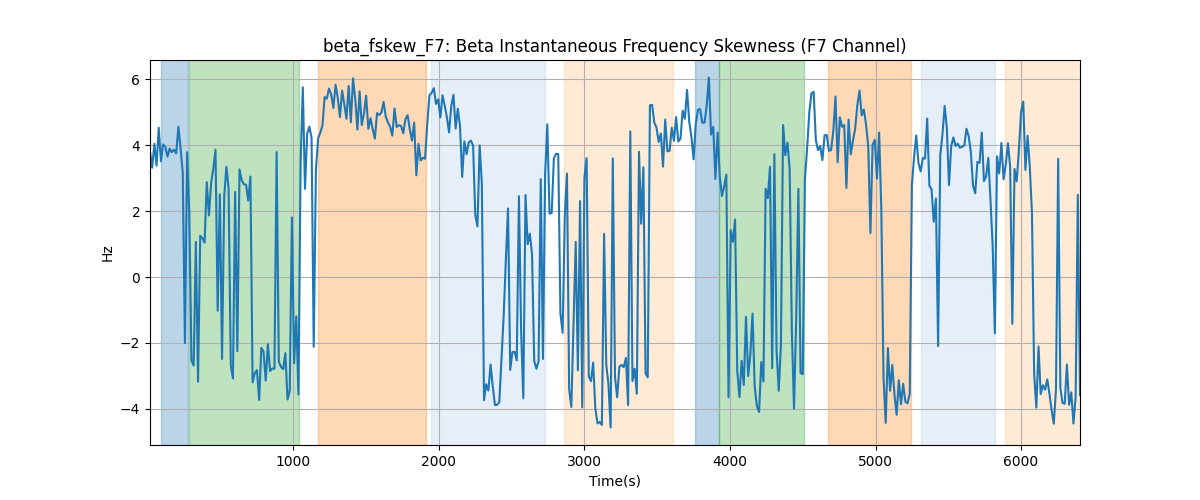 beta_fskew_F7: Beta Instantaneous Frequency Skewness (F7 Channel)
6
4
2
0
−2
−4
Hz
1000 2000 3000 4000 5000 6000
Time(s)